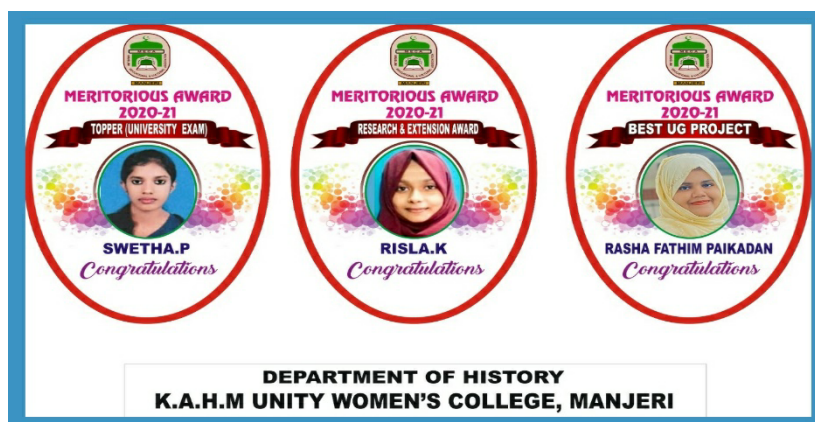 MERITORIOUS AWARD
2020-21
TOPPER (UNIVERSITY EXAM)
SWETHA.P
Congratulations
MERITORIOUS AWARD
2020-21
RESEARCH & EXTENSION AWARD
RISLA.K
Congratulations
MERITORIOUS AWARD
2020-21
BEST UG PROJECT
RASHA FATHIM PAIKADAN
Congratulations
DEPARTMENT OF HISTORY
K.A.H.M UNITY WOMEN'S COLLEGE, MANJERI